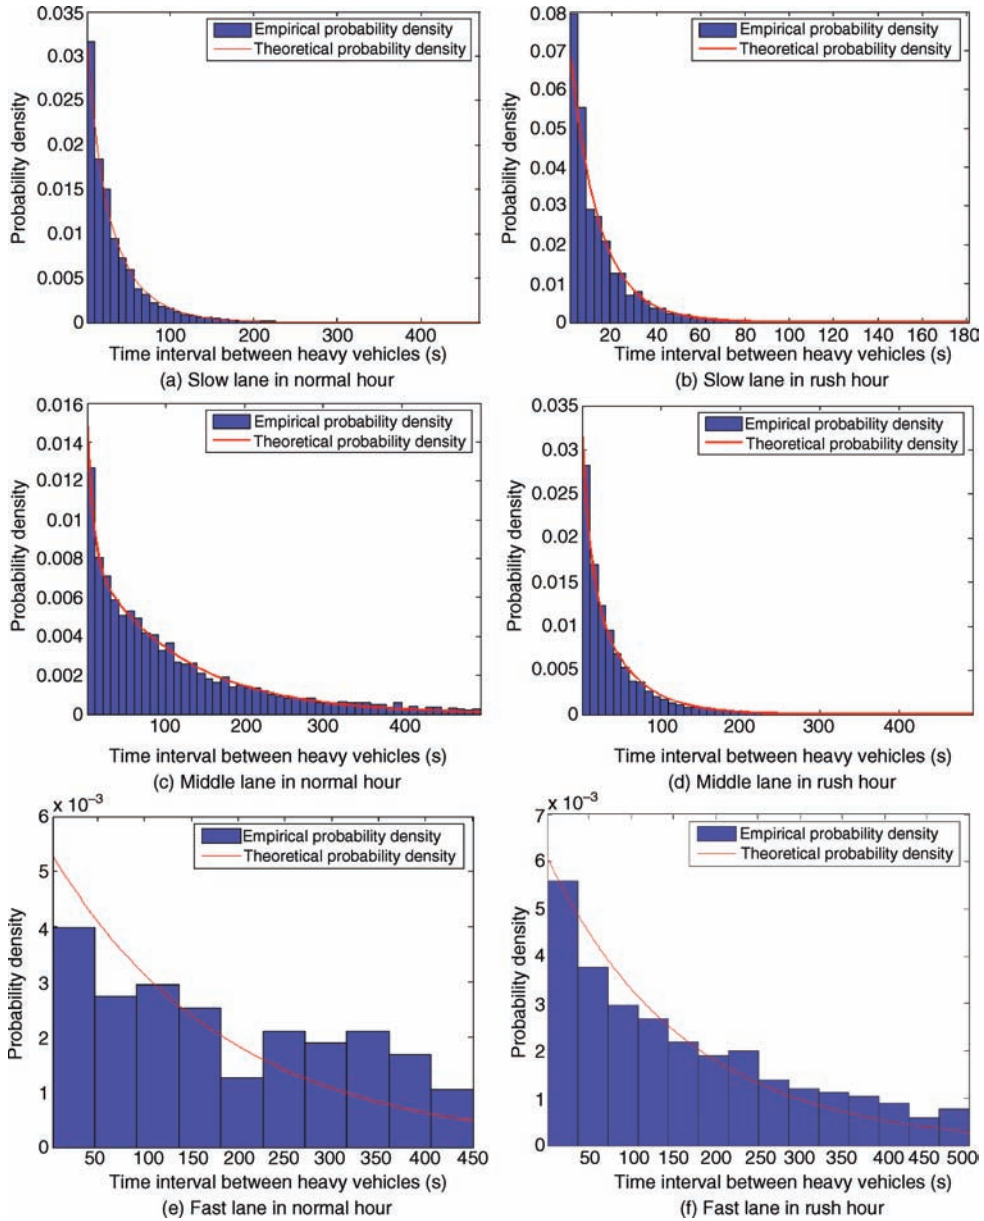 0.035
0.03
0.025
0.02
0.015
0.01
0.005
0
Probability density
Empirical probability density
Theoretical probability density
100
200
300
400
Time interval between heavy vehicles (s)
(a) Slow lane in normal hour
0.08
0.07
0.06
0.05
0.04
0.03
0.02
0.01
0
Probability density
Empirical probability density
Theoretical probability density
20 40 60 80 100 120 140 160 180
Time interval between heavy vehicles (s)
(b) Slow lane in rush hour
0.016
0.014
0.012
0.01
0.008
0.006
0.004
0.002
0
Probability density
Empirical probability density
Theoretical probability density
100 200 300 400
Time interval between heavy vehicles (s)
(c) Middle lane in normal hour
0.035
0.03
0.025
0.02
0.015
0.01
0.005
0
Probability density
Empirical probability density
Theoretical probability density
100 200 300 400
Time interval between heavy vehicles (s)
(d) Middle lane in rush hour
x 10⁻³
6
5
4
3
2
1
0
Probability density
Empirical probability density
Theoretical probability density
50 100 150 200 250 300 350 400 450
Time interval between heavy vehicles (s)
(e) Fast lane in normal hour
x 10⁻³
7
6
5
4
3
2
1
0
Probability density
Empirical probability density
Theoretical probability density
50 100 150 200 250 300 350 400 450 500
Time interval between heavy vehicles (s)
(f) Fast lane in rush hour